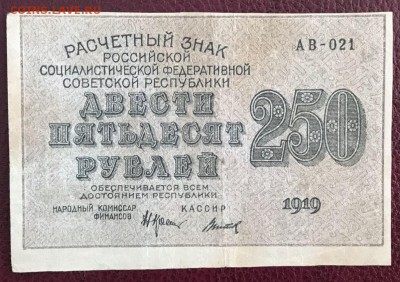 РАСЧЕТНЫЙ ЗНАК
РОССИЙСКОЙ
СОЦИАЛИСТИЧЕСКОЙ ФЕДЕРАТИВНОЙ
СОВЕТСКОЙ РЕСПУБЛИКИ
АВ-021
ДВЕСТИ
ПЯТЬДЕСЯТ
РУБЛЕЙ
250
ОБЕСПЕЧИВАЕТСЯ ВСЕМ
ДОСТОЯНИЕМ РЕСПУБЛИКИ
НАРОДНЫЙ КОМИССАР
ФИНАНСОВ
КАССИР
1919